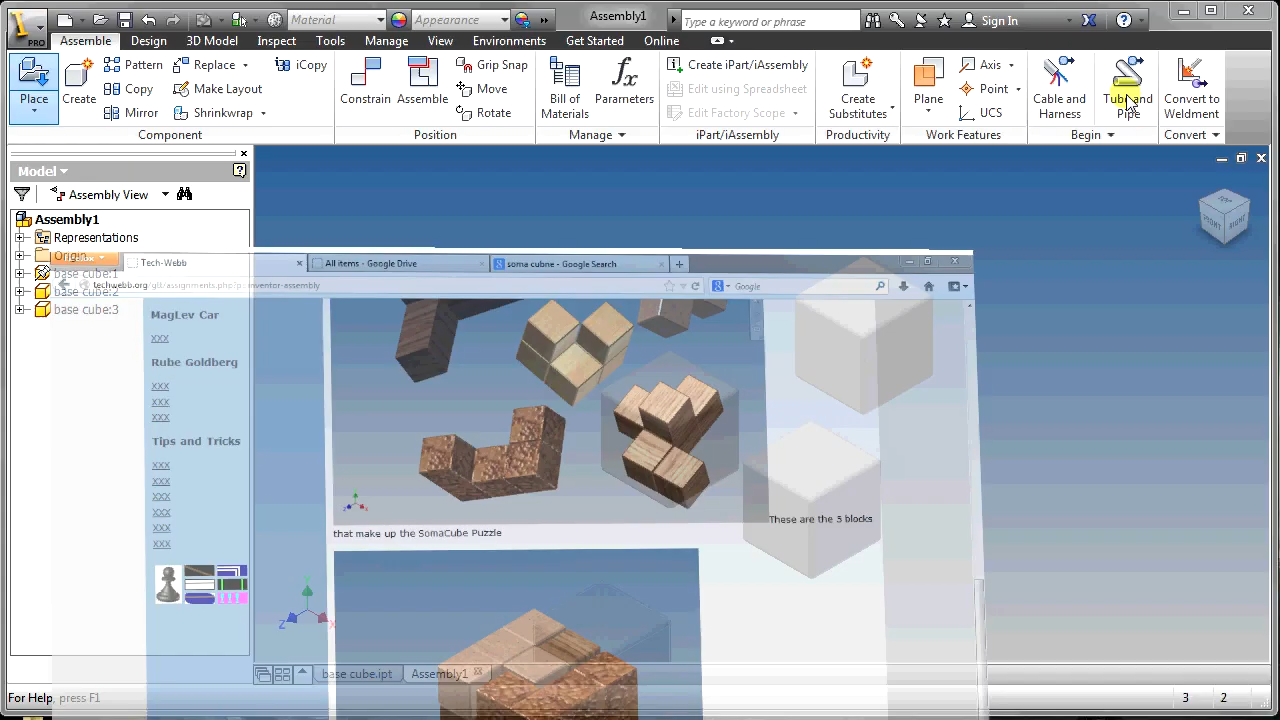 Material
Appearance
Assembly1
Type a keyword or phrase
Sign In
PRO
Assemble
Design
3D Model
Inspect
Tools
Manage
View
Environments
Get Started
Online
Place
Create
Pattern
Copy
Mirror
Replace
Make Layout
Shrinkwrap
iCopy
Component
Constrain
Assemble
Grip Snap
Move
Rotate
Position
Bill of
Materials
Parameters
Manage
Create iPart/iAssembly
Edit using Spreadsheet
Edit Factory Scope
iPart/iAssembly
Create
Substitutes
Productivity
Plane
Axis
Point
UCS
Work Features
Cable and
Harness
Tube and
Pipe
Begin
Convert to
Weldment
Convert
Model
Assembly View
Assembly1
Representations
Origin
base cube:1
base cube:2
base cube:3
Tech-Webb
All items - Google Drive
soma cubne - Google Search
Google
MagLev Car
xxx
Rube Goldberg
xxx
xxx
xxx
Tips and Tricks
xxx
xxx
xxx
xxx
xxx
xxx
These are the 5 blocks
that make up the SomaCube Puzzle
TOP
FRONT
RIGHT
Y
Z
X
base cube.ipt
Assembly1
For Help, press F1
3
2